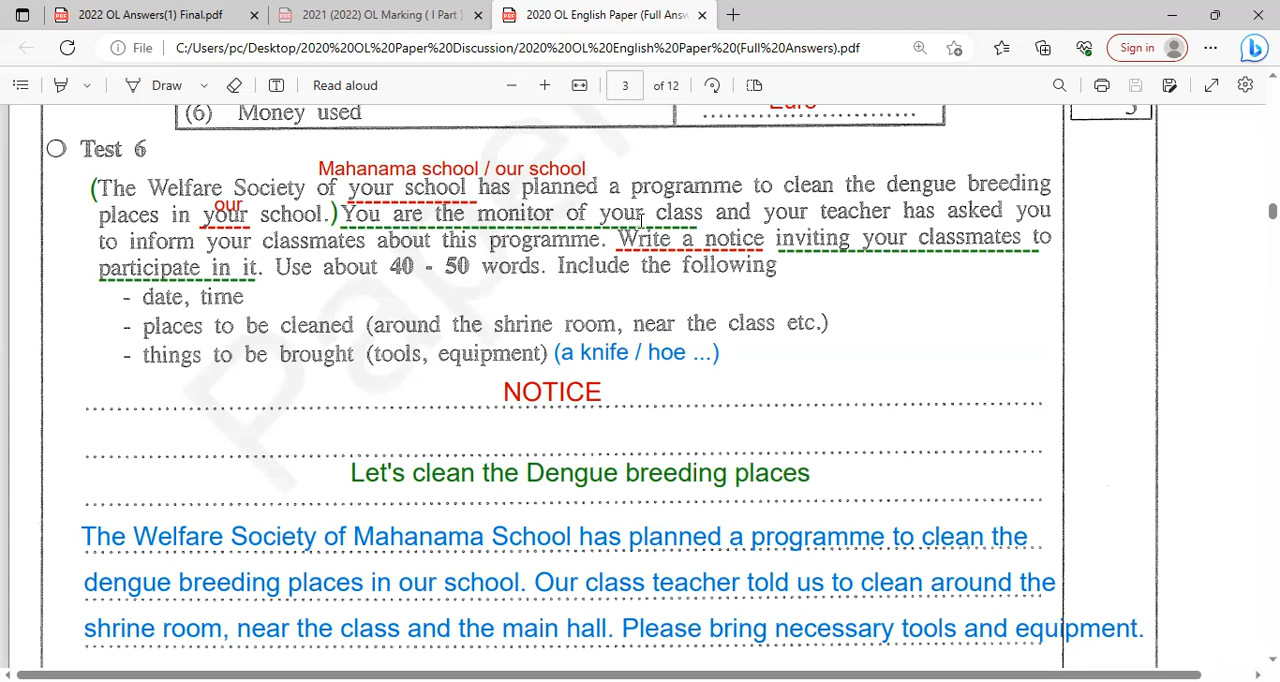 2022 OL Answers(1) Final.pdf
2021 (2022) OL Marking ( I Part )
2020 OL English Paper (Full Answ
File
C:/Users/pc/Desktop/2020%20OL%20Paper%20Discussion/2020%20OL%20English%20Paper%20(Full%20Answers).pdf
Sign in
Draw
Read aloud
3 of 12
(6) Money used Euro
Test 6
Mahanama school / our school
(The Welfare Society of your school has planned a programme to clean the dengue breeding
our
places in your school.) You are the monitor of your class and your teacher has asked you
to inform your classmates about this programme. Write a notice inviting your classmates to
participate in it. Use about 40 - 50 words. Include the following
- date, time
- places to be cleaned (around the shrine room, near the class etc.)
- things to be brought (tools, equipment) (a knife / hoe ...)
NOTICE
Let's clean the Dengue breeding places
The Welfare Society of Mahanama School has planned a programme to clean the
dengue breeding places in our school. Our class teacher told us to clean around the
shrine room, near the class and the main hall. Please bring necessary tools and equipment.
Paper